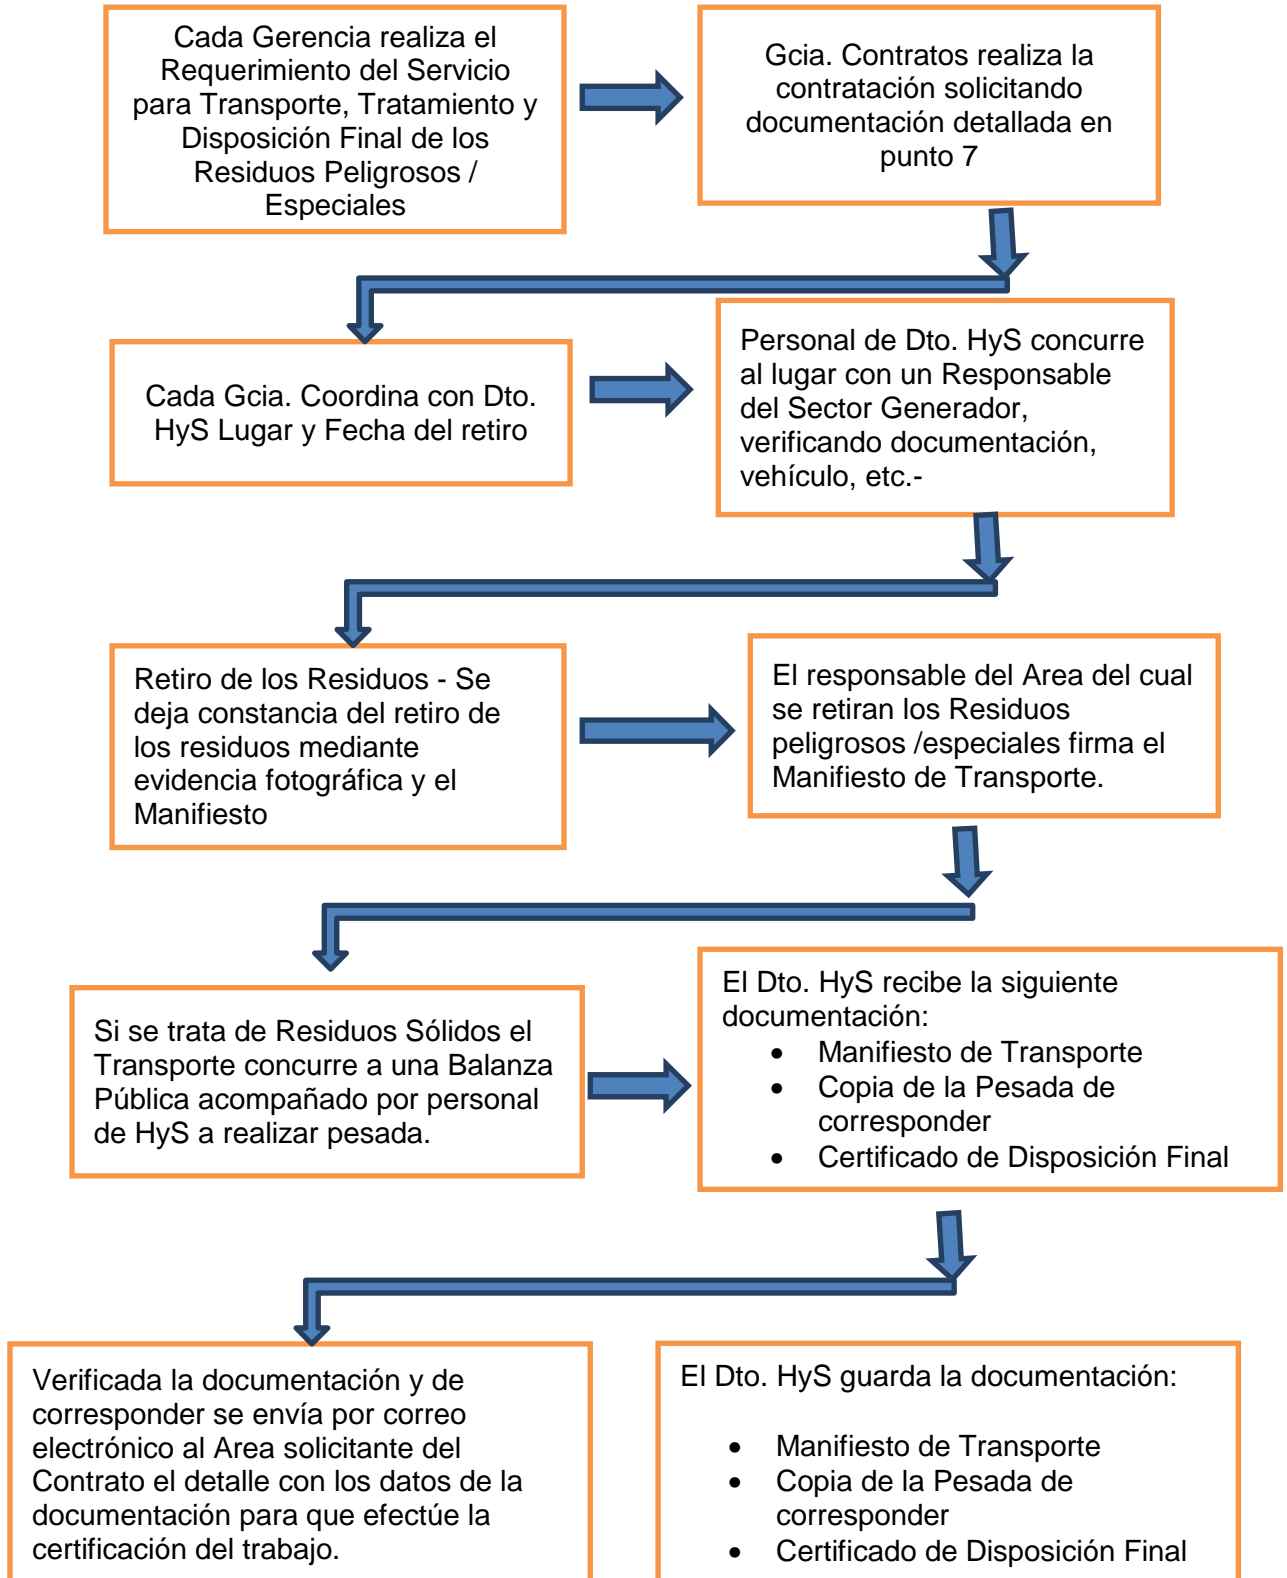 Cada Gerencia realiza el
Requerimiento del Servicio
para Transporte, Tratamiento y
Disposición Final de los
Residuos Peligrosos /
Especiales
Gcia. Contratos realiza la
contratación solicitando
documentación detallada en
punto 7
Cada Gcia. Coordina con Dto.
HyS Lugar y Fecha del retiro
Personal de Dto. HyS concurre
al lugar con un Responsable
del Sector Generador,
verificando documentación,
vehículo, etc.-
Retiro de los Residuos - Se
deja constancia del retiro de
los residuos mediante
evidencia fotográfica y el
Manifiesto
El responsable del Area del cual
se retiran los Residuos
peligrosos /especiales firma el
Manifiesto de Transporte.
Si se trata de Residuos Sólidos el
Transporte concurre a una Balanza
Pública acompañado por personal
de HyS a realizar pesada.
El Dto. HyS recibe la siguiente
documentación:
• Manifiesto de Transporte
• Copia de la Pesada de
corresponder
• Certificado de Disposición Final
Verificada la documentación y de
corresponder se envía por correo
electrónico al Area solicitante del
Contrato el detalle con los datos de la
documentación para que efectúe la
certificación del trabajo.
El Dto. HyS guarda la documentación:
• Manifiesto de Transporte
• Copia de la Pesada de
corresponder
• Certificado de Disposición Final